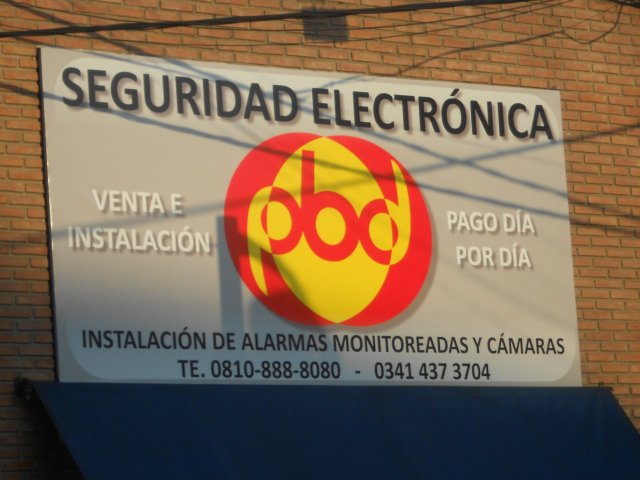 SEGURIDAD ELECTRÓNICA
VENTA E
INSTALACIÓN
pbd
PAGO DÍA
POR DÍA
INSTALACIÓN DE ALARMAS MONITOREADAS Y CÁMARAS
TE. 0810-888-8080 - 0341 437 3704